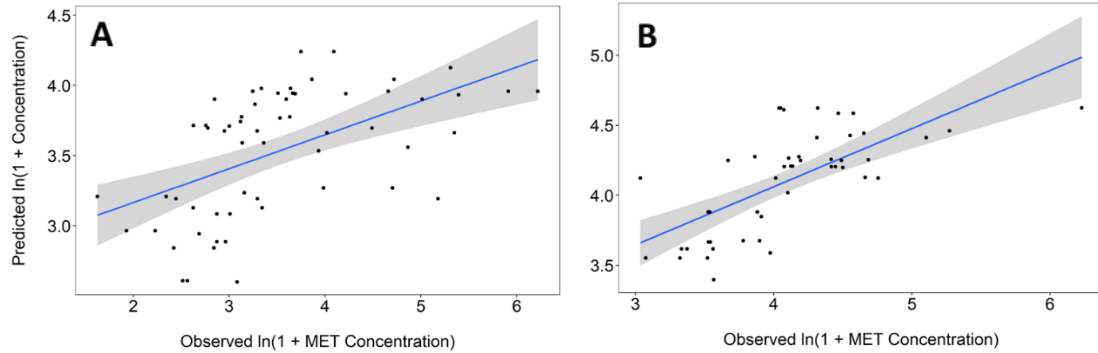 A
B
Predicted ln(1 + Concentration)
4.5
4.0
3.5
3.0
2 3 4 5 6
Observed ln(1 + MET Concentration)
5.0
4.5
4.0
3.5
3 4 5 6
Observed ln(1 + MET Concentration)